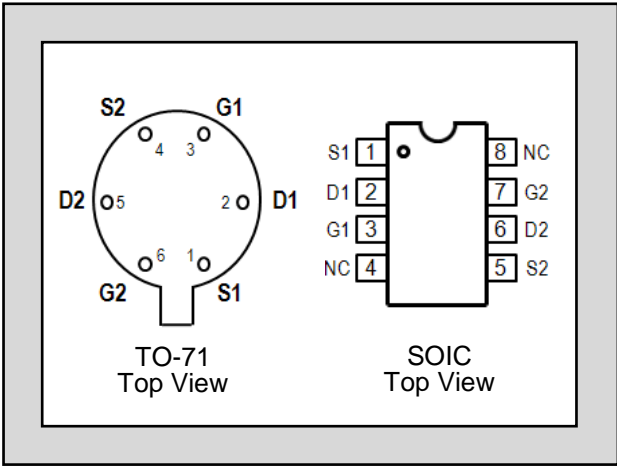 S2 G1
4 3
D2 5 2 D1
6 1
G2 S1
TO-71
Top View
S1 1 8 NC
D1 2 7 G2
G1 3 6 D2
NC 4 5 S2
SOIC
Top View